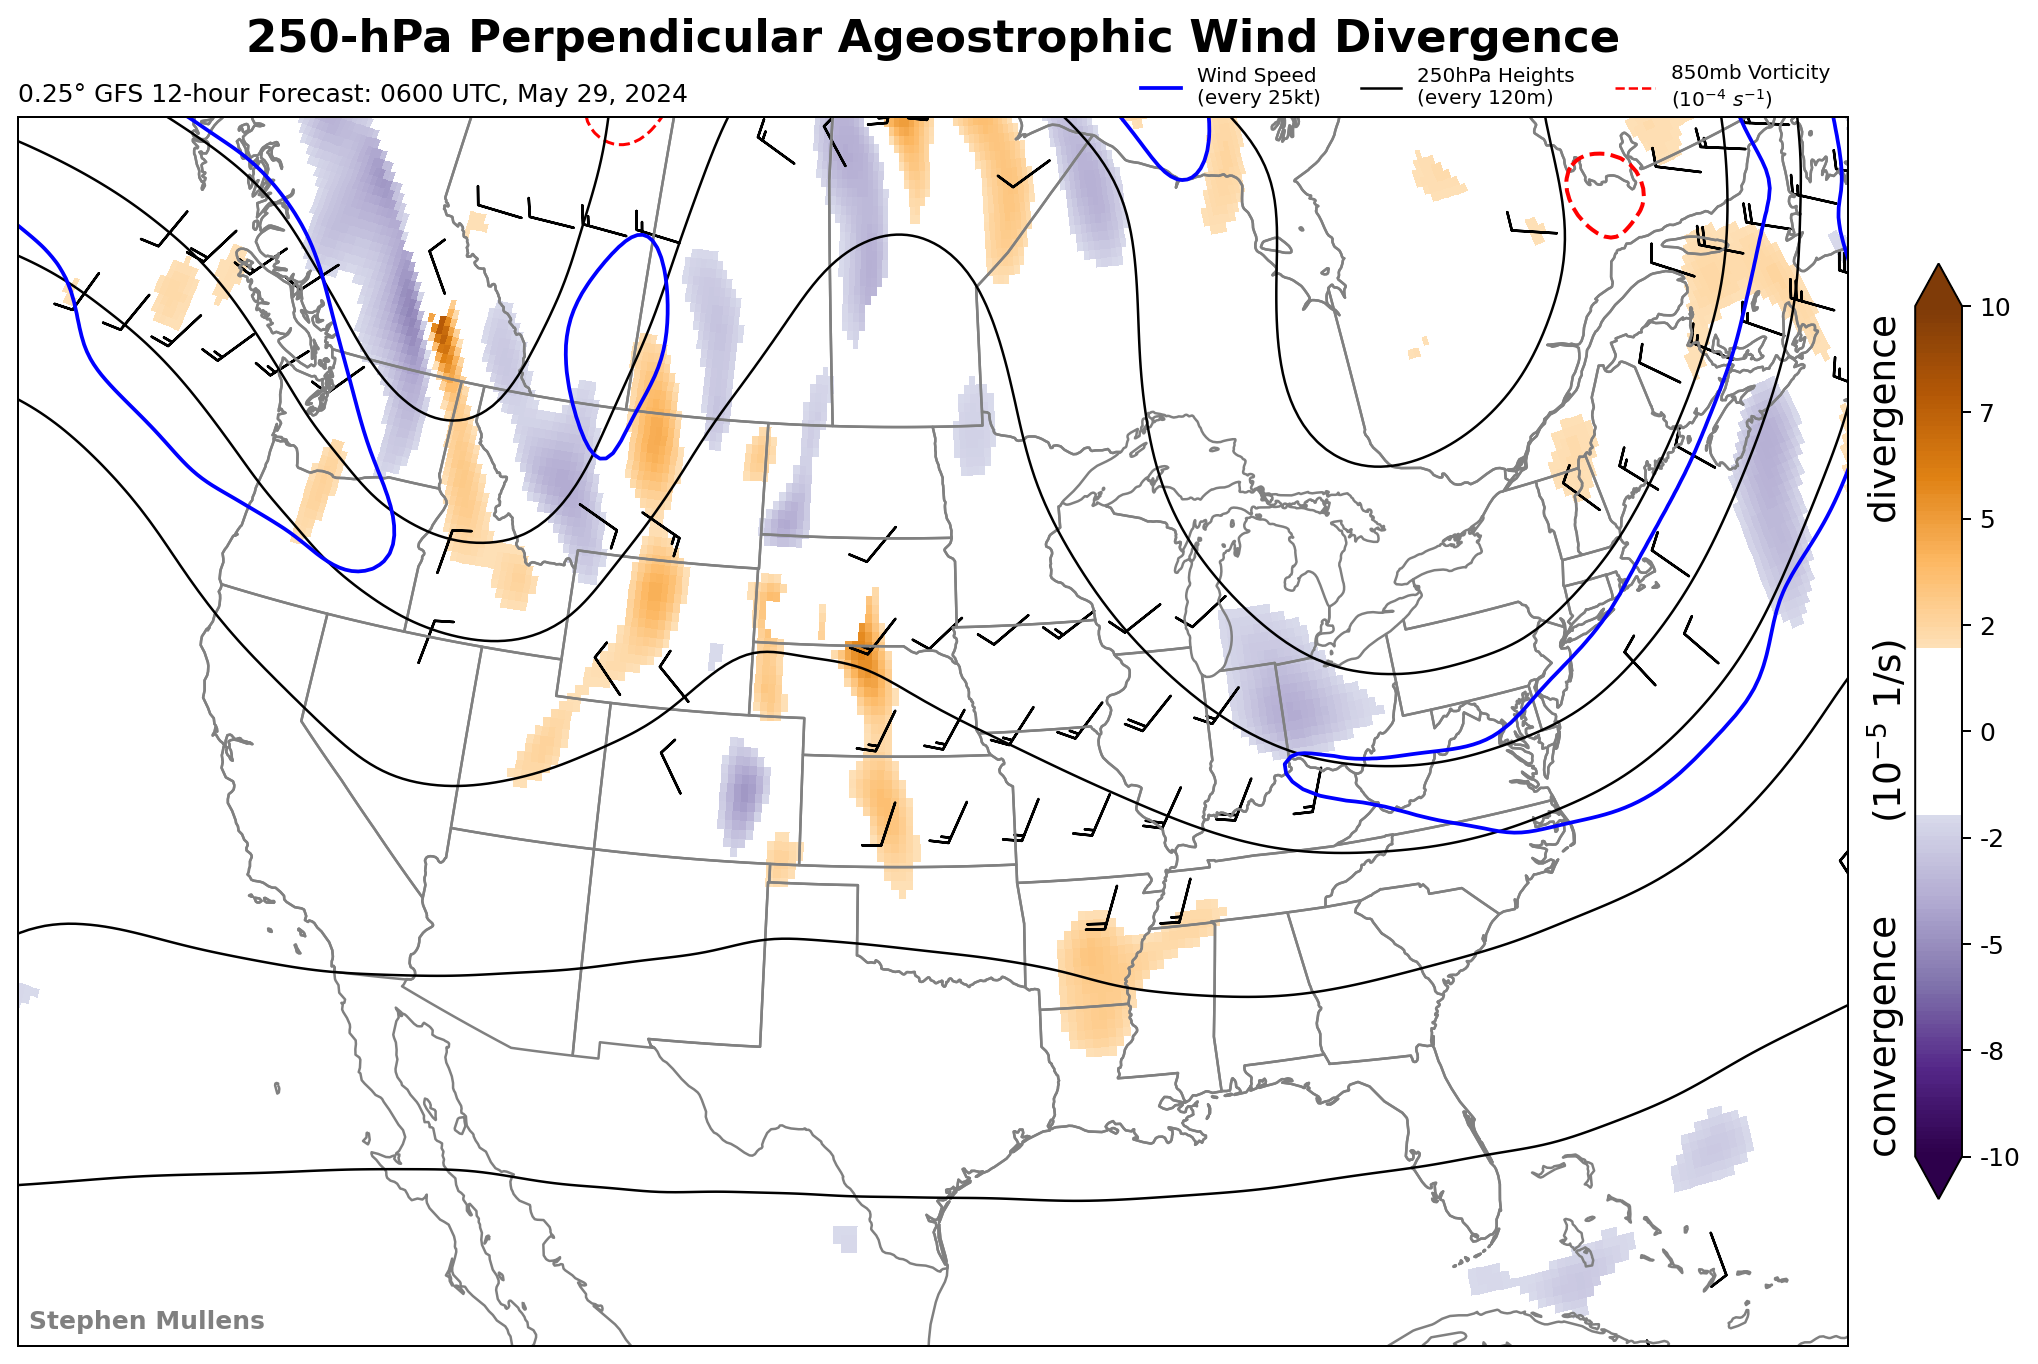 250-hPa Perpendicular Ageostrophic Wind Divergence
0.25° GFS 12-hour Forecast: 0600 UTC, May 29, 2024
Wind Speed
(every 25kt)
250hPa Heights
(every 120m)
850mb Vorticity
(10⁻⁴ s⁻¹)
10
7
5
2
0
-2
-5
-8
-10
convergence (10⁻⁵ 1/s) divergence
Stephen Mullens